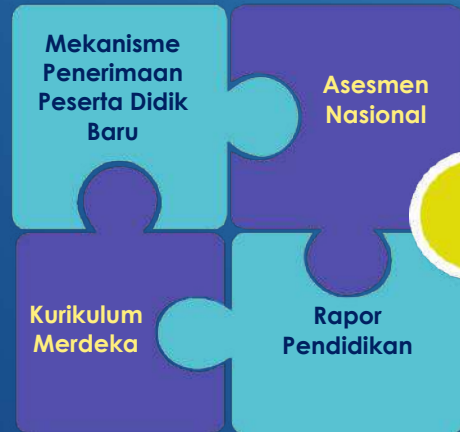 Mekanisme
Penerimaan
Peserta Didik
Baru
Asesmen
Nasional
Kurikulum
Merdeka
Rapor
Pendidikan